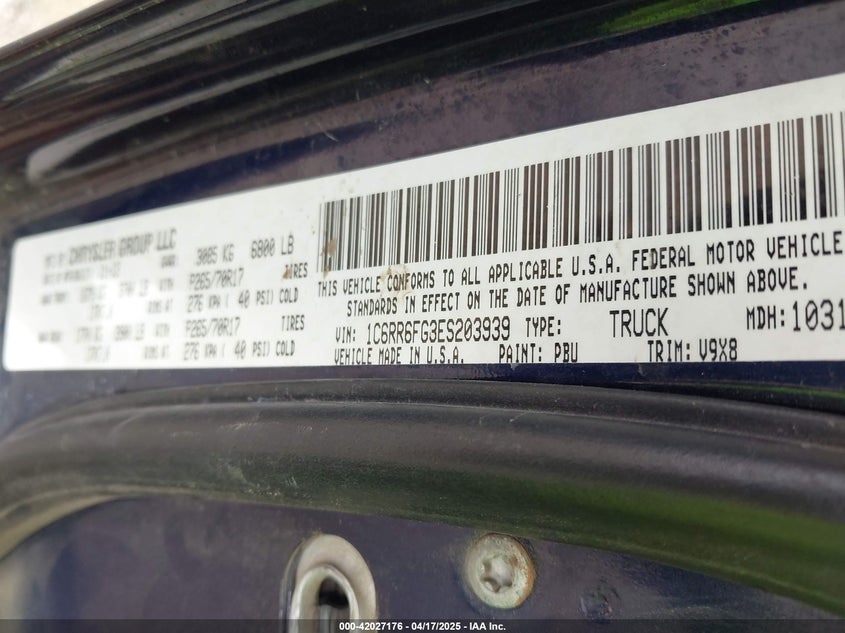 CHRYSLER GROUP LLC
3085 KG 6800 LB
P265/70R17 TIRES
276 KPA ( 40 PSI) COLD
P265/70R17 TIRES
276 KPA ( 40 PSI) COLD
THIS VEHICLE CONFORMS TO ALL APPLICABLE U.S.A. FEDERAL MOTOR VEHICLE
STANDARDS IN EFFECT ON THE DATE OF MANUFACTURE SHOWN ABOVE.
VIN: 1C6RR6FG3ES203939 TYPE: TRUCK MDH: 1031
VEHICLE MADE IN U.S.A. PAINT: PBU TRIM: V9X8
000-42027176 - 04/17/2025 - IAA Inc.